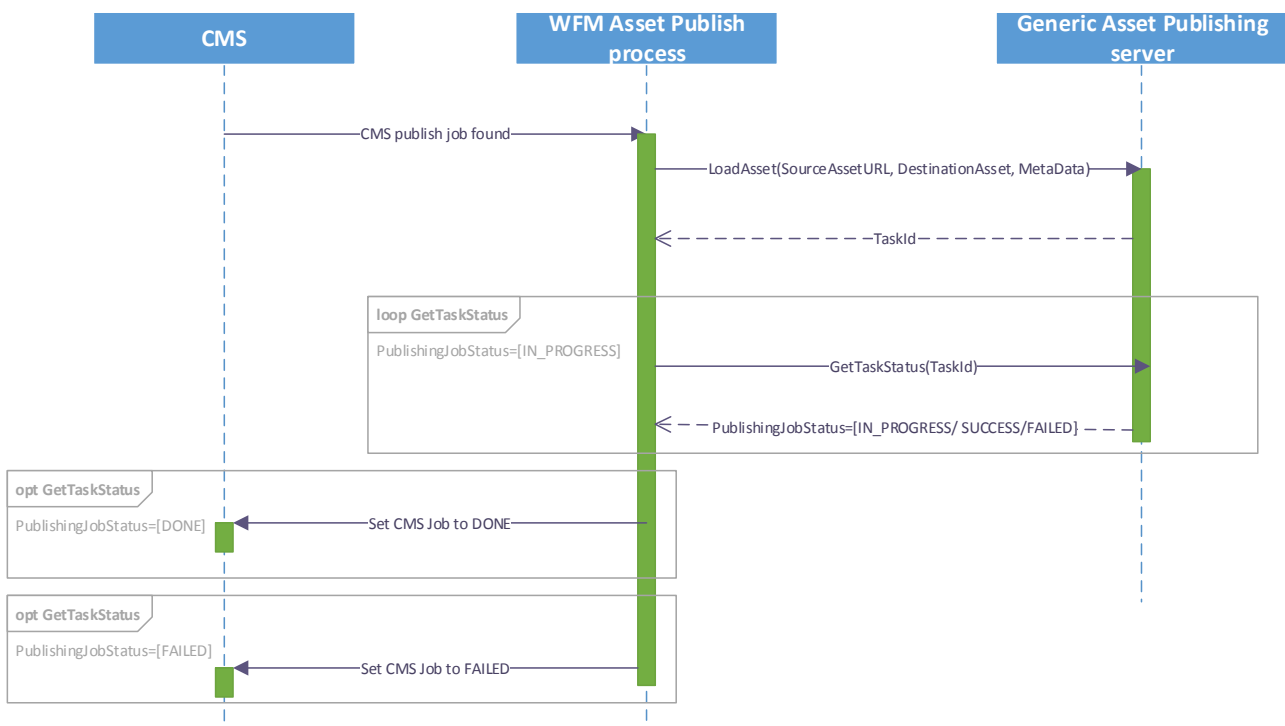 CMS
WFM Asset Publish
process
Generic Asset Publishing
server
CMS publish job found
LoadAsset(SourceAssetURL, DestinationAsset, MetaData)
TaskId
loop GetTaskStatus
PublishingJobStatus=[IN_PROGRESS]
GetTaskStatus(TaskId)
PublishingJobStatus=[IN_PROGRESS/ SUCCESS/FAILED}
opt GetTaskStatus
PublishingJobStatus=[DONE]
Set CMS Job to DONE
opt GetTaskStatus
PublishingJobStatus=[FAILED]
Set CMS Job to FAILED